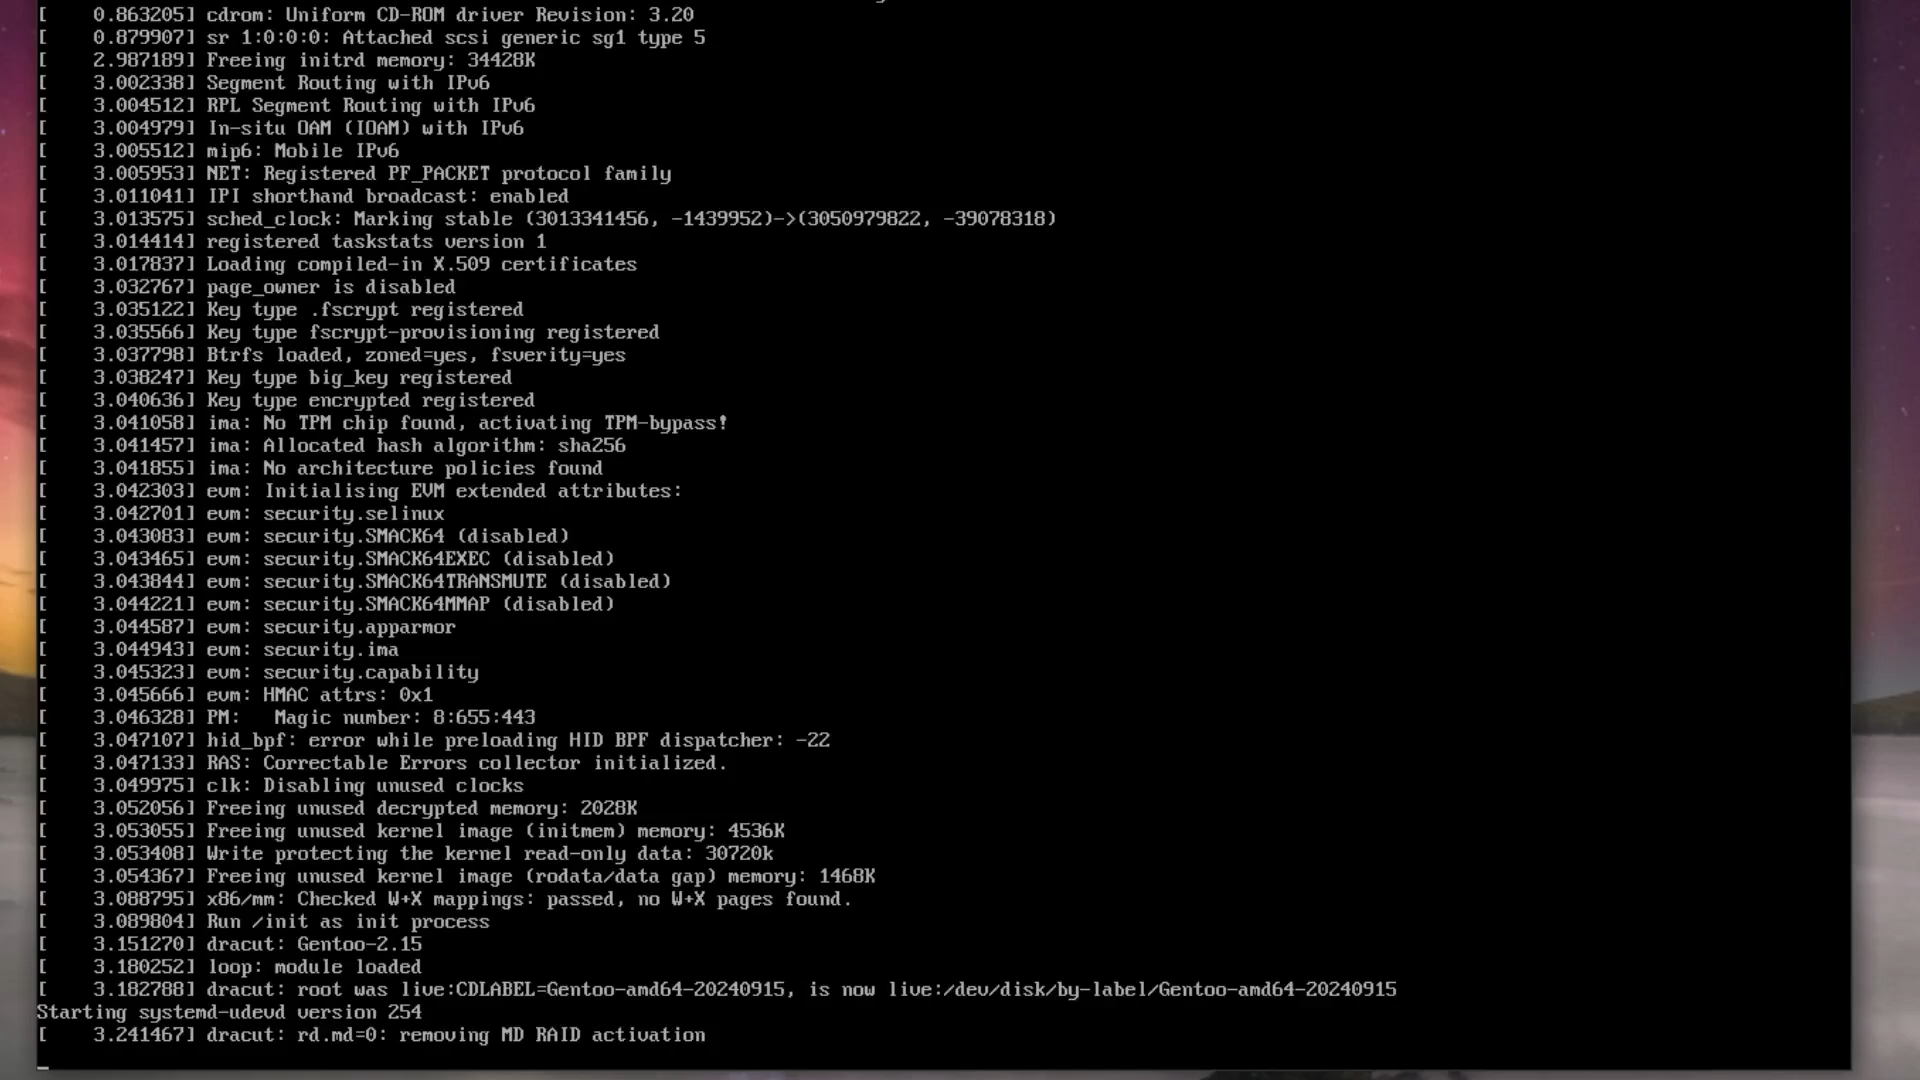 [    0.863205] cdrom: Uniform CD-ROM driver Revision: 3.20
[    0.879907] sr 1:0:0:0: Attached scsi generic sg1 type 5
[    2.987189] Freeing initrd memory: 34428K
[    3.002338] Segment Routing with IPv6
[    3.004512] RPL Segment Routing with IPv6
[    3.004979] In-situ OAM (IOAM) with IPv6
[    3.005512] mip6: Mobile IPv6
[    3.005953] NET: Registered PF_PACKET protocol family
[    3.011041] IPI shorthand broadcast: enabled
[    3.013575] sched_clock: Marking stable (3013341456, -1439952)->(3050979822, -39078318)
[    3.014414] registered taskstats version 1
[    3.017837] Loading compiled-in X.509 certificates
[    3.032767] page_owner is disabled
[    3.035122] Key type .fscrypt registered
[    3.035566] Key type fscrypt-provisioning registered
[    3.037798] Btrfs loaded, zoned=yes, fsverity=yes
[    3.038247] Key type big_key registered
[    3.040636] Key type encrypted registered
[    3.041058] ima: No TPM chip found, activating TPM-bypass!
[    3.041457] ima: Allocated hash algorithm: sha256
[    3.041855] ima: No architecture policies found
[    3.042303] evm: Initialising EVM extended attributes:
[    3.042701] evm: security.selinux
[    3.043083] evm: security.SMACK64 (disabled)
[    3.043465] evm: security.SMACK64EXEC (disabled)
[    3.043844] evm: security.SMACK64TRANSMUTE (disabled)
[    3.044221] evm: security.SMACK64MMAP (disabled)
[    3.044587] evm: security.apparmor
[    3.044943] evm: security.ima
[    3.045323] evm: security.capability
[    3.045666] evm: HMAC attrs: 0x1
[    3.046328] PM:   Magic number: 8:655:443
[    3.047107] hid_bpf: error while preloading HID BPF dispatcher: -22
[    3.047133] RAS: Correctable Errors collector initialized.
[    3.049975] clk: Disabling unused clocks
[    3.052056] Freeing unused decrypted memory: 2028K
[    3.053055] Freeing unused kernel image (initmem) memory: 4536K
[    3.053408] Write protecting the kernel read-only data: 30720k
[    3.054367] Freeing unused kernel image (rodata/data gap) memory: 1468K
[    3.088795] x86/mm: Checked W+X mappings: passed, no W+X pages found.
[    3.089804] Run /init as init process
[    3.151270] dracut: Gentoo-2.15
[    3.180252] loop: module loaded
[    3.182788] dracut: root was live:CDLABEL=Gentoo-amd64-20240915, is now live:/dev/disk/by-label/Gentoo-amd64-20240915
Starting systemd-udevd version 254
[    3.241467] dracut: rd.md=0: removing MD RAID activation